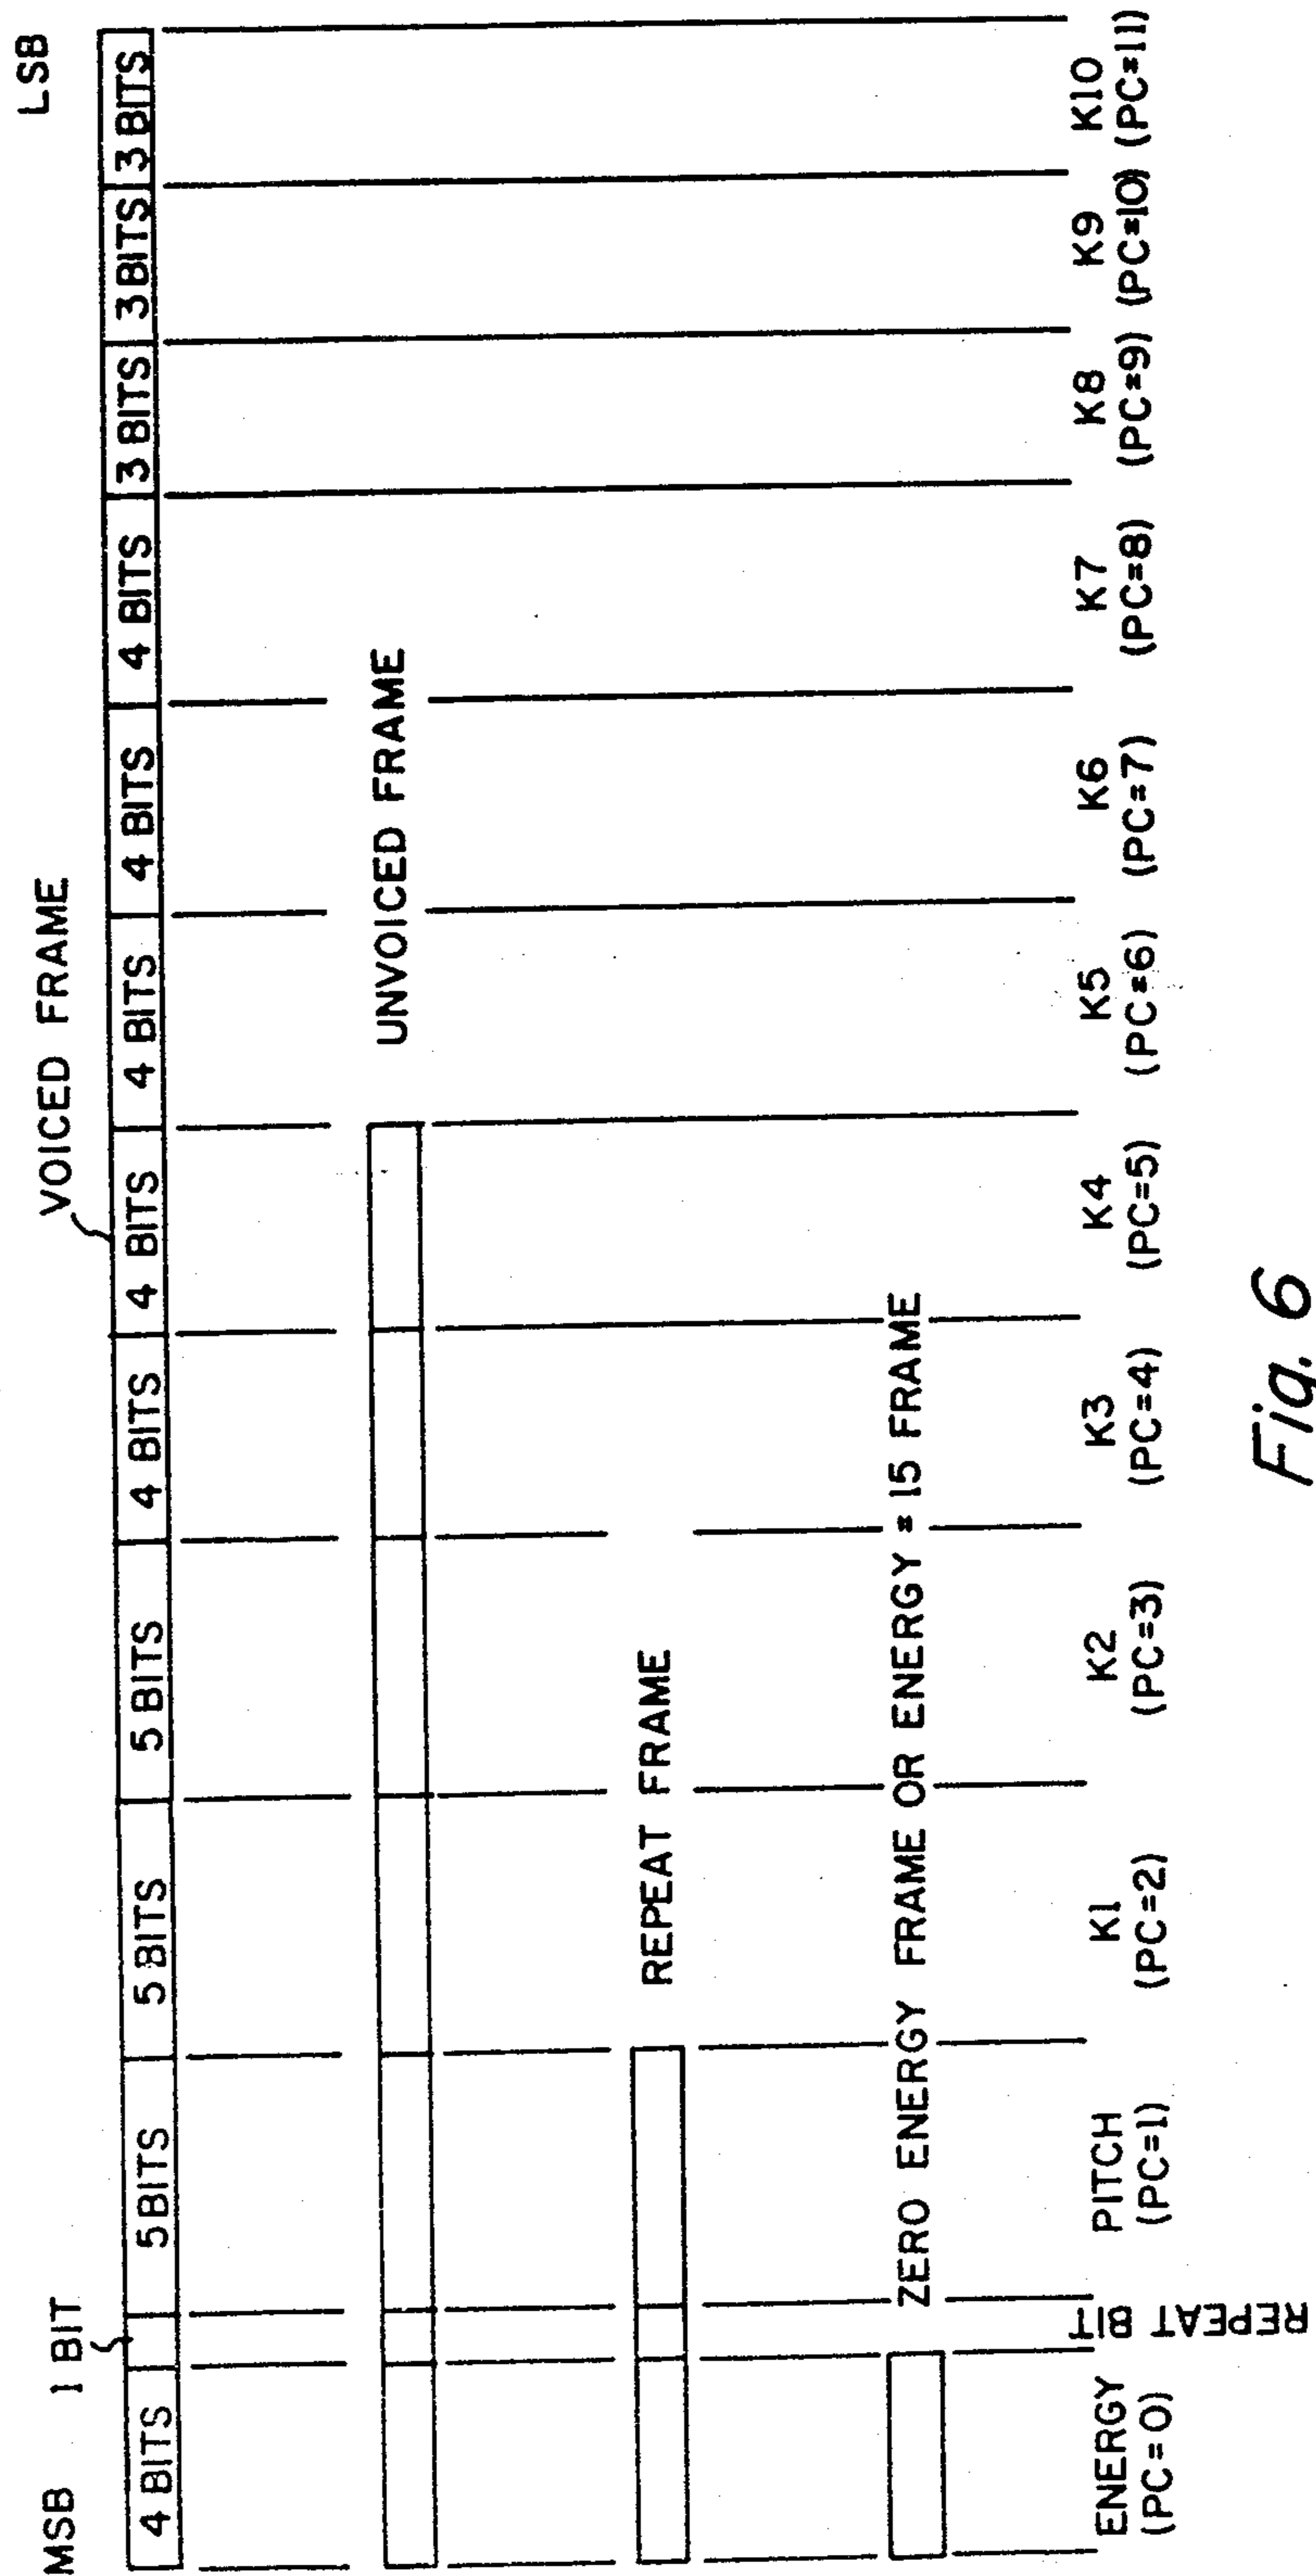 VOICED FRAME
MSB 1 BIT LSB
4 BITS 5 BITS 5 BITS 5 BITS 4 BITS 4 BITS 4 BITS 4 BITS 4 BITS 3 BITS 3 BITS 3 BITS
UNVOICED FRAME
REPEAT FRAME
ZERO ENERGY FRAME OR ENERGY = 15 FRAME
ENERGY REPEAT BIT PITCH K1 K2 K3 K4 K5 K6 K7 K8 K9 K10
(PC=0) (PC=1) (PC=2) (PC=3) (PC=4) (PC=5) (PC=6) (PC=7) (PC=8) (PC=9) (PC=10) (PC=11)
Fig. 6